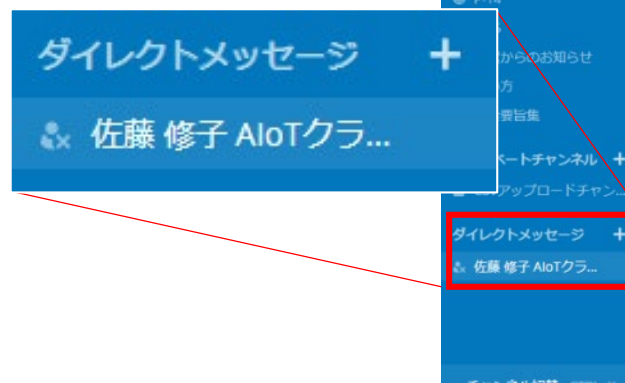 ダイレクトメッセージ +
佐藤 修子 AIoTクラ...
からのお知らせ
方
要旨集
ートチャンネル +
アップロードチャン...
ダイレクトメッセージ +
佐藤 修子 AIoTクラ...